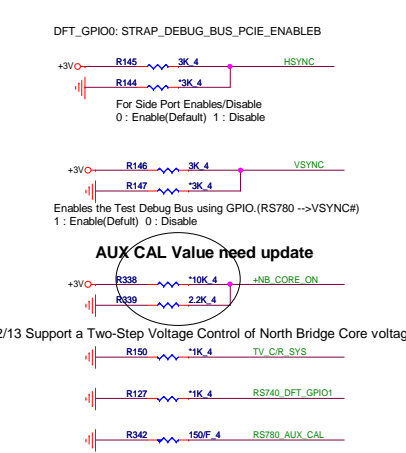 DFT_GPIO0: STRAP_DEBUG_BUS_PCIE_ENABLEB
+3V R145 3K_4 HSYNC
R144 *3K_4
For Side Port Enables/Disable
0 : Enable(Default) 1 : Disable
+3V R146 3K_4 VSYNC
R147 *3K_4
Enables the Test Debug Bus using GPIO.(RS780 -->VSYNC#)
1 : Enable(Defult) 0 : Disable
AUX CAL Value need update
+3V R338 *10K_4 +NB_CORE_ON
R339 2.2K_4
2/13 Support a Two-Step Voltage Control of North Bridge Core voltag
R150 *1K_4 TV_C/R_SYS
R127 *1K_4 RS740_DFT_GPIO1
R342 150/F_4 RS780_AUX_CAL